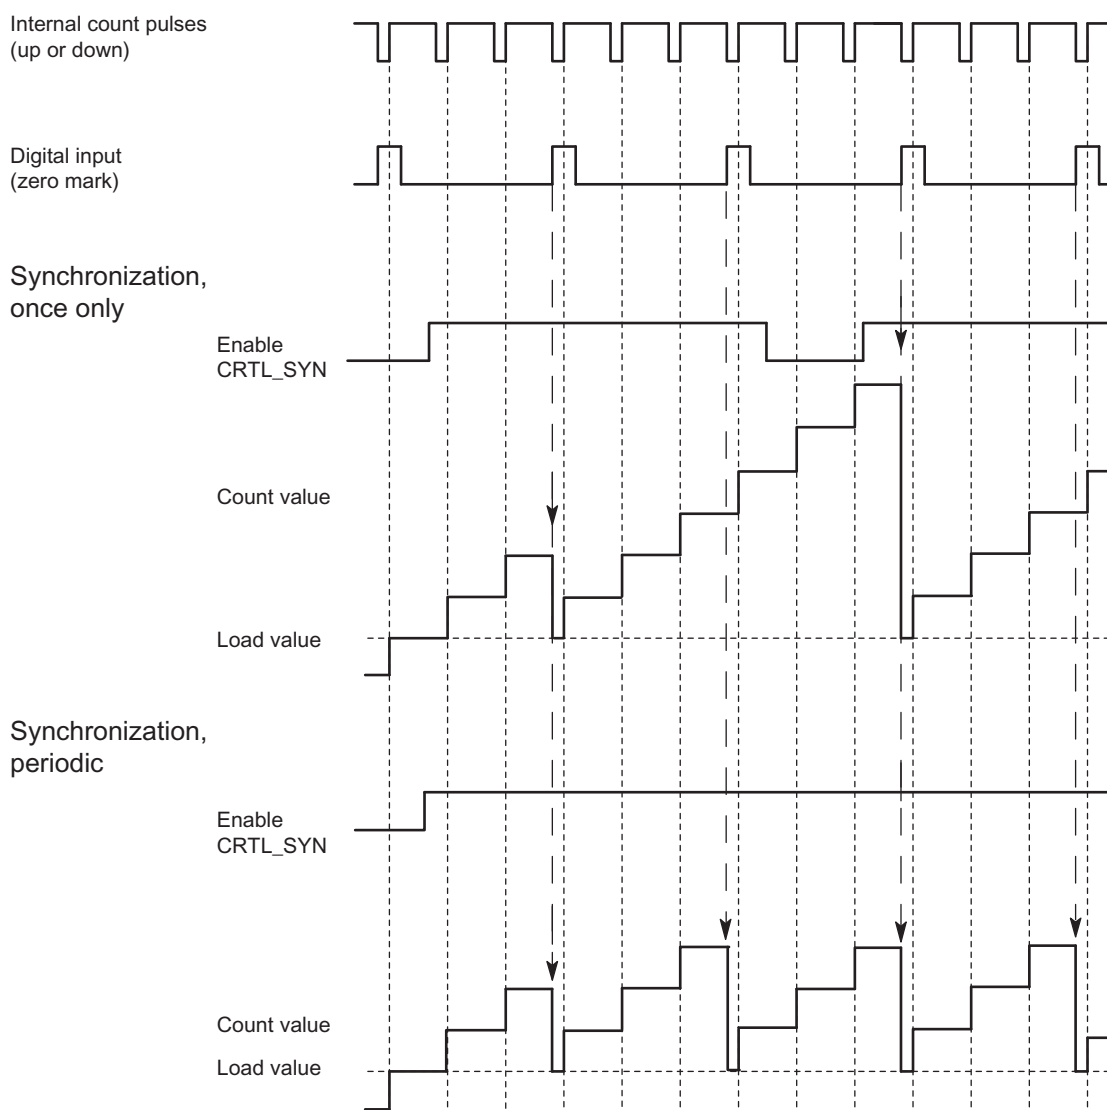 Internal count pulses
(up or down)
Digital input
(zero mark)
Synchronization,
once only
Enable
CRTL_SYN
Count value
Load value
Synchronization,
periodic
Enable
CRTL_SYN
Count value
Load value